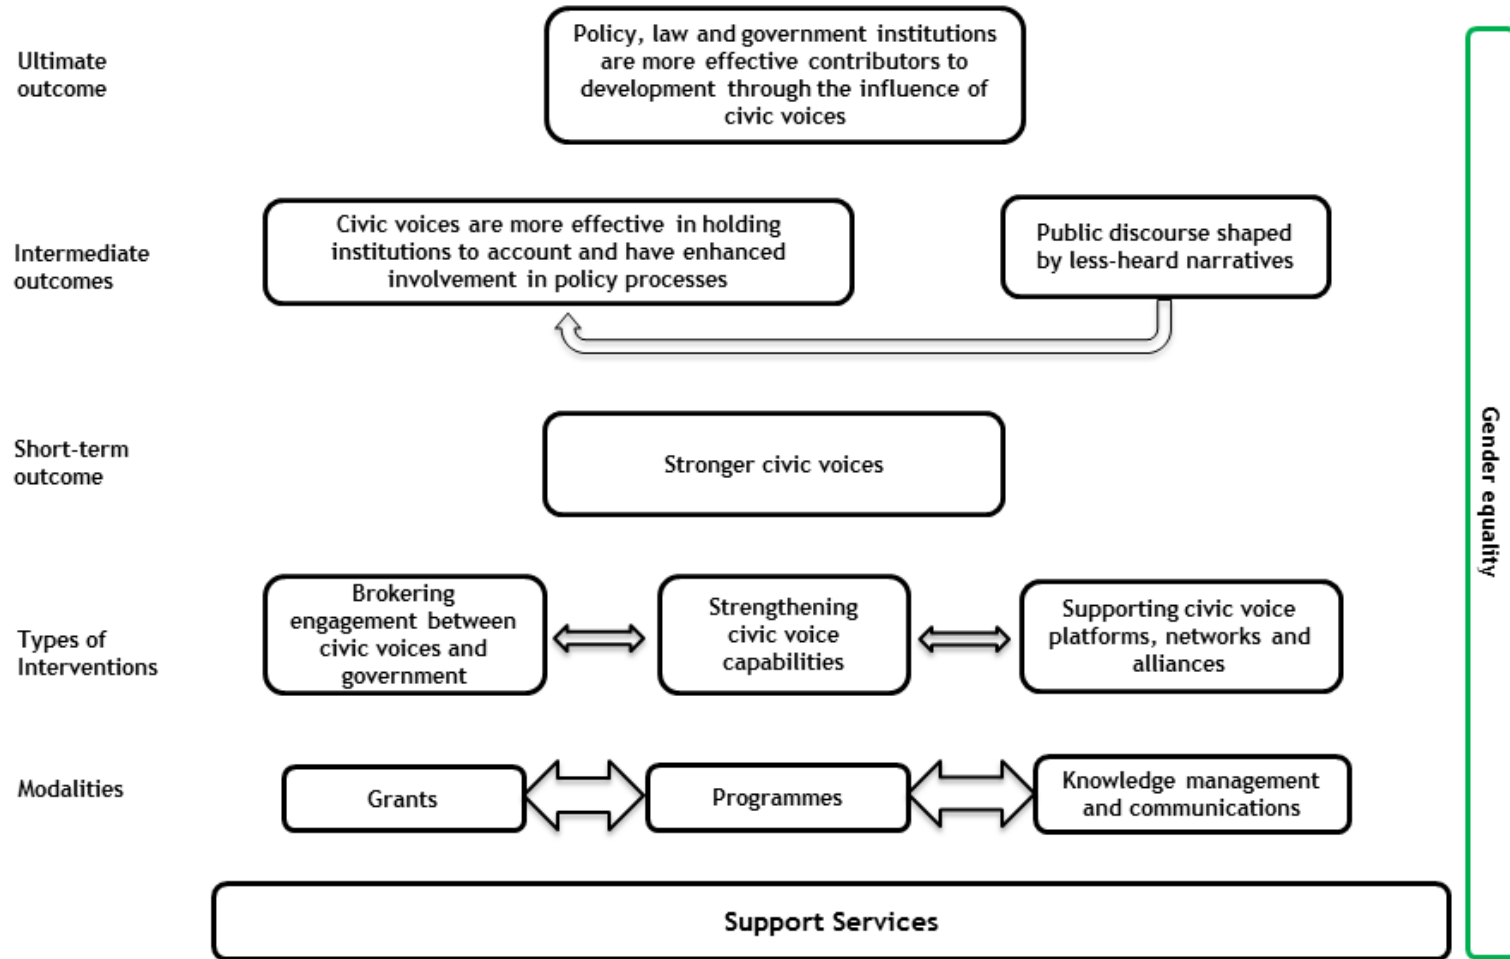 Ultimate
outcome
Policy, law and government institutions
are more effective contributors to
development through the influence of
civic voices
Intermediate
outcomes
Civic voices are more effective in holding
institutions to account and have enhanced
involvement in policy processes
Public discourse shaped
by less-heard narratives
Short-term
outcome
Stronger civic voices
Types of
Interventions
Brokering
engagement between
civic voices and
government
Strengthening
civic voice
capabilities
Supporting civic voice
platforms, networks and
alliances
Modalities
Grants
Programmes
Knowledge management
and communications
Support Services
Gender equality